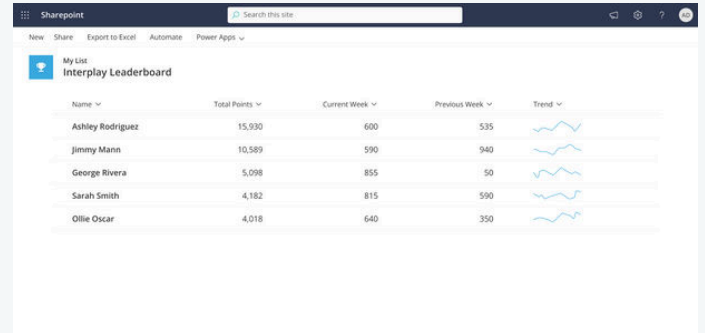 Sharepoint Search this site ? AD
New Share Export to Excel Automate Power Apps
My List
Interplay Leaderboard
Name Total Points Current Week Previous Week Trend
Ashley Rodriguez 15,930 600 535
Jimmy Mann 10,589 590 940
George Rivera 5,098 855 50
Sarah Smith 4,182 815 590
Ollie Oscar 4,018 640 350